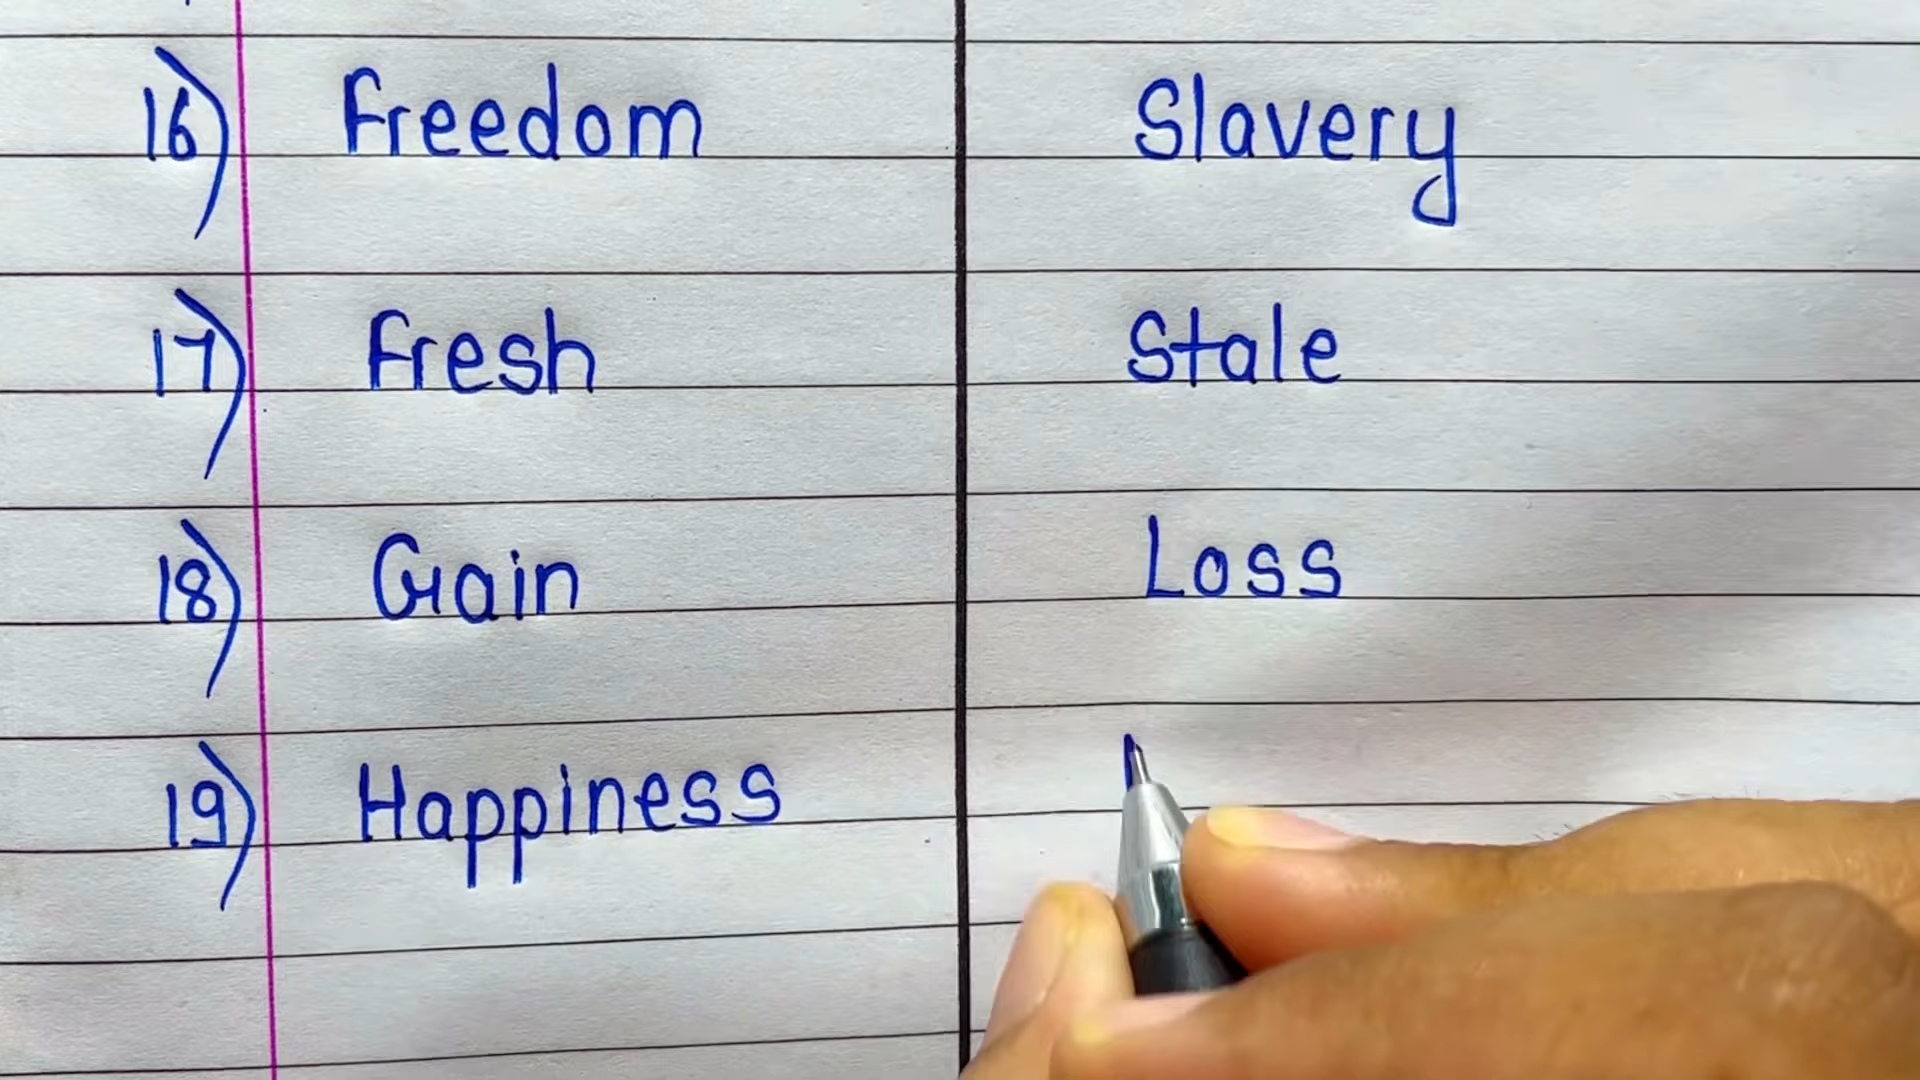 16) Freedom Slavery
17) Fresh Stale
18) Gain Loss
19) Happiness